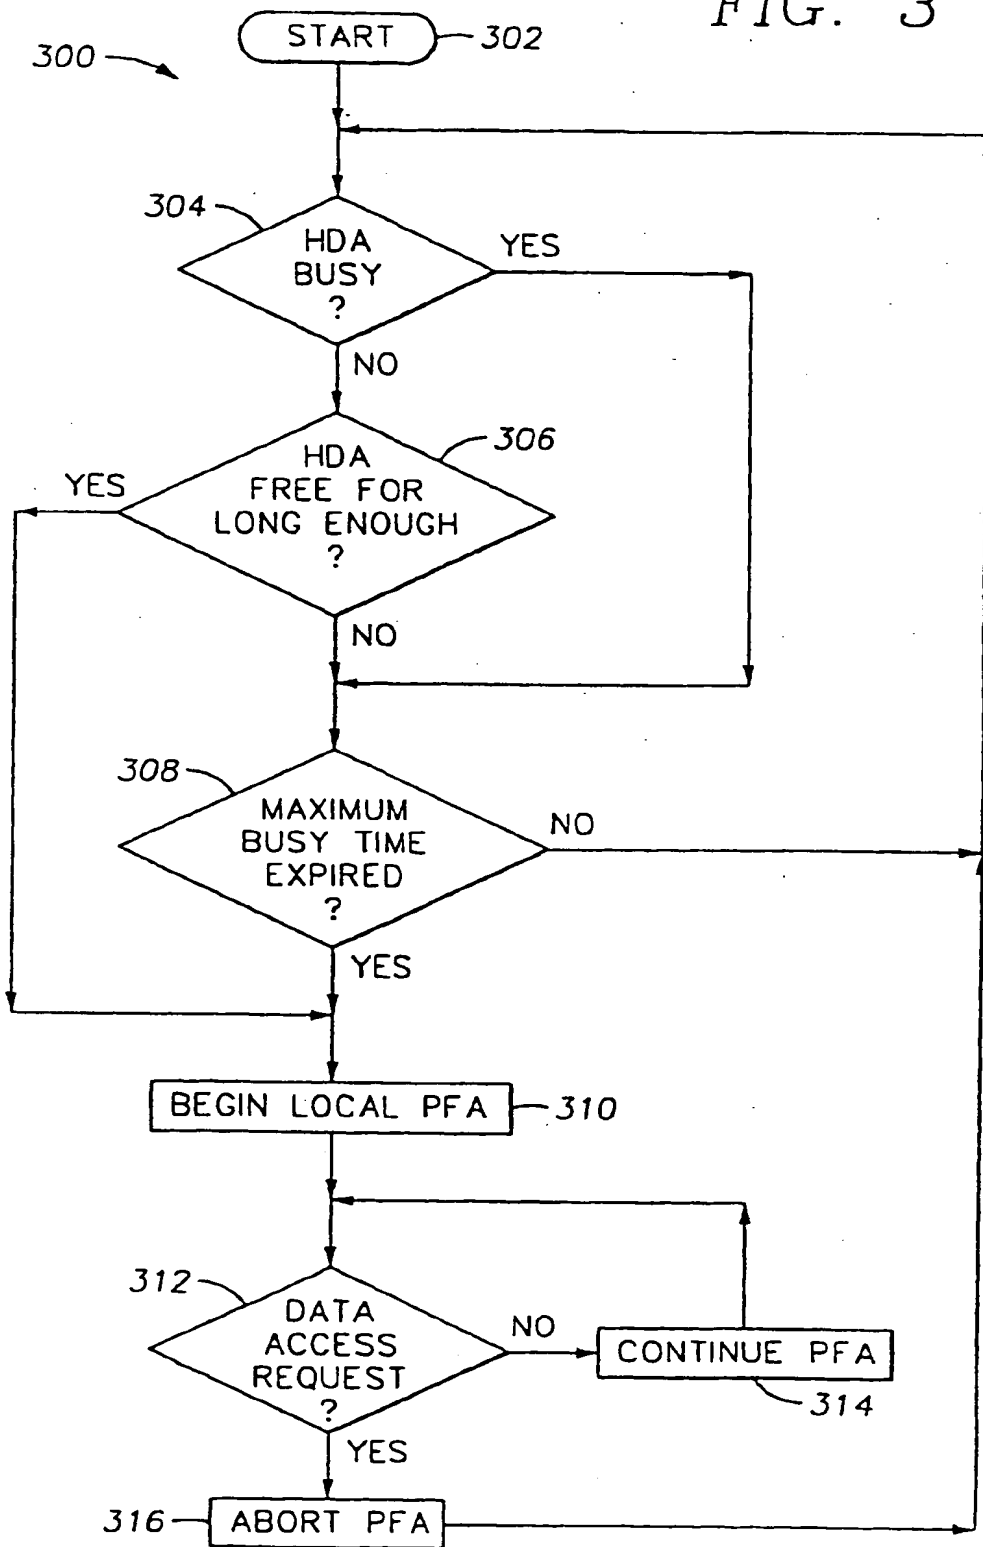 FIG. 3
START
302
300
304
HDA
BUSY
?
YES
NO
306
HDA
FREE FOR
LONG ENOUGH
?
YES
NO
308
MAXIMUM
BUSY TIME
EXPIRED
?
NO
YES
BEGIN LOCAL PFA
310
312
DATA
ACCESS
REQUEST
?
NO
CONTINUE PFA
314
YES
316
ABORT PFA